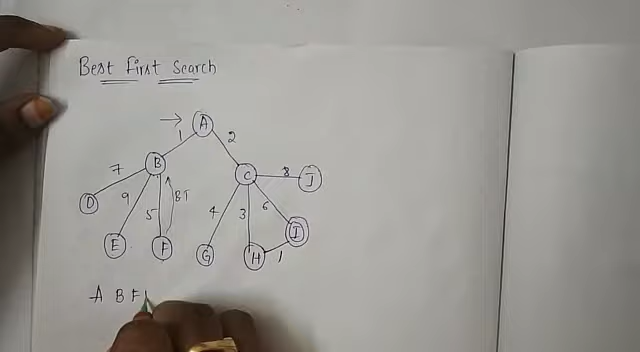 Best First Search
A
1 2
B C 8 J
7 9 5 BT 4 3 6
D E F G H I
1
A B F